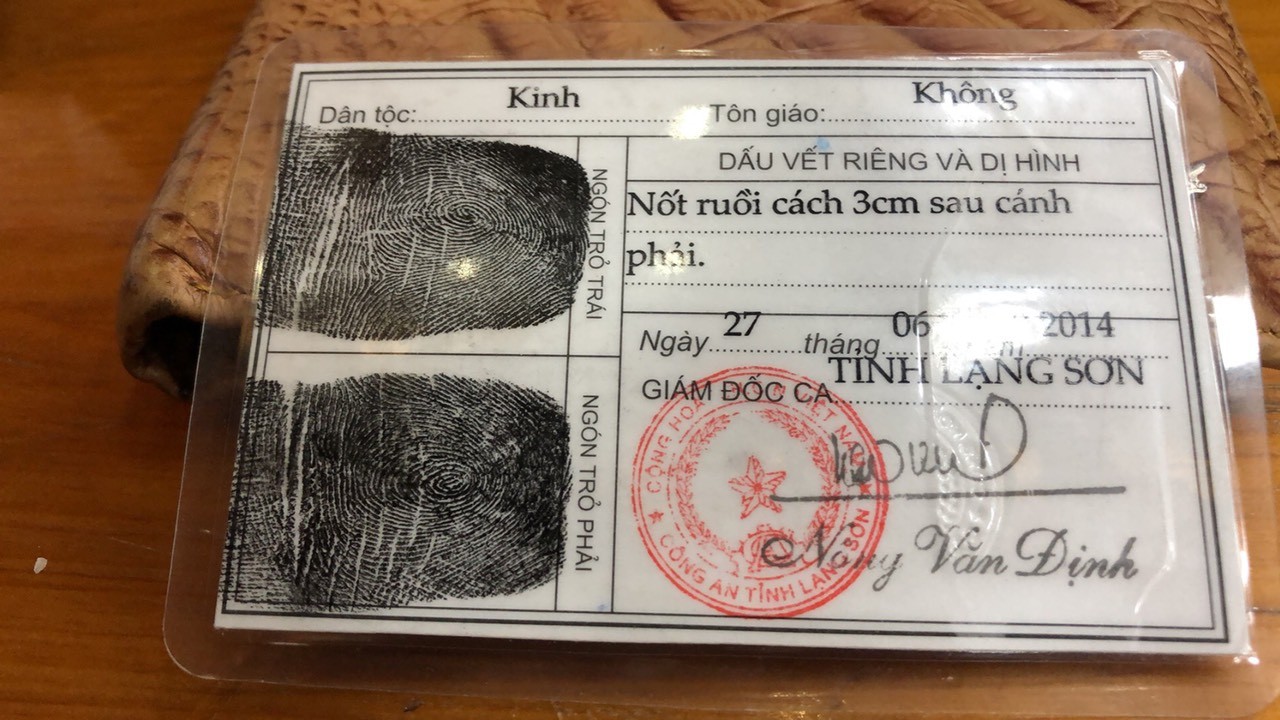 Dân tộc: Kinh Tôn giáo: Không
NGÓN TRỎ TRÁI
DẤU VẾT RIÊNG VÀ DỊ HÌNH
Nốt ruồi cách 3cm sau cánh
phải.
Ngày 27 tháng 06 2014
GIÁM ĐỐC CA TỈNH LẠNG SƠN
NGÓN TRỎ PHẢI
CÔNG AN TỈNH LẠNG SƠN
Nông Văn Định